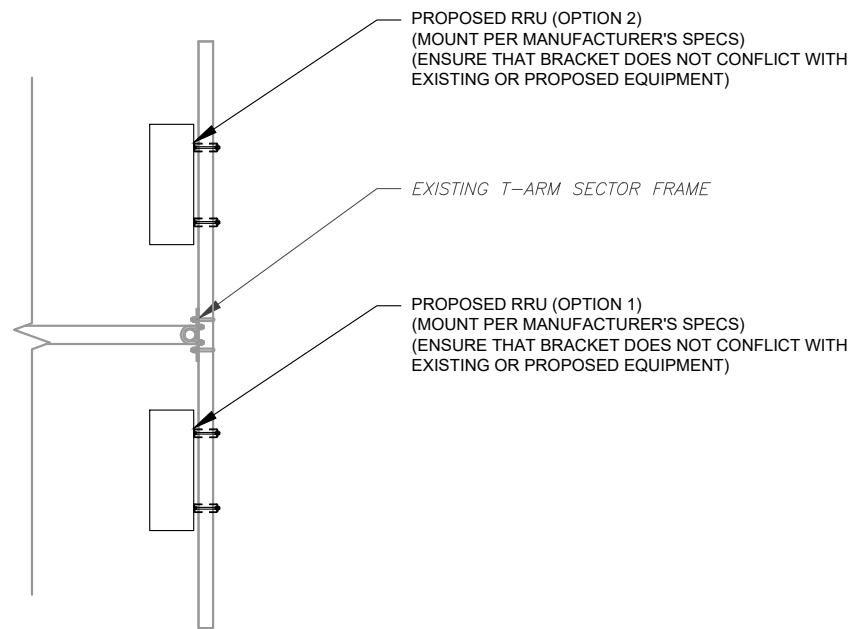 PROPOSED RRU (OPTION 2)
(MOUNT PER MANUFACTURER'S SPECS)
(ENSURE THAT BRACKET DOES NOT CONFLICT WITH
EXISTING OR PROPOSED EQUIPMENT)
EXISTING T-ARM SECTOR FRAME
PROPOSED RRU (OPTION 1)
(MOUNT PER MANUFACTURER'S SPECS)
(ENSURE THAT BRACKET DOES NOT CONFLICT WITH
EXISTING OR PROPOSED EQUIPMENT)